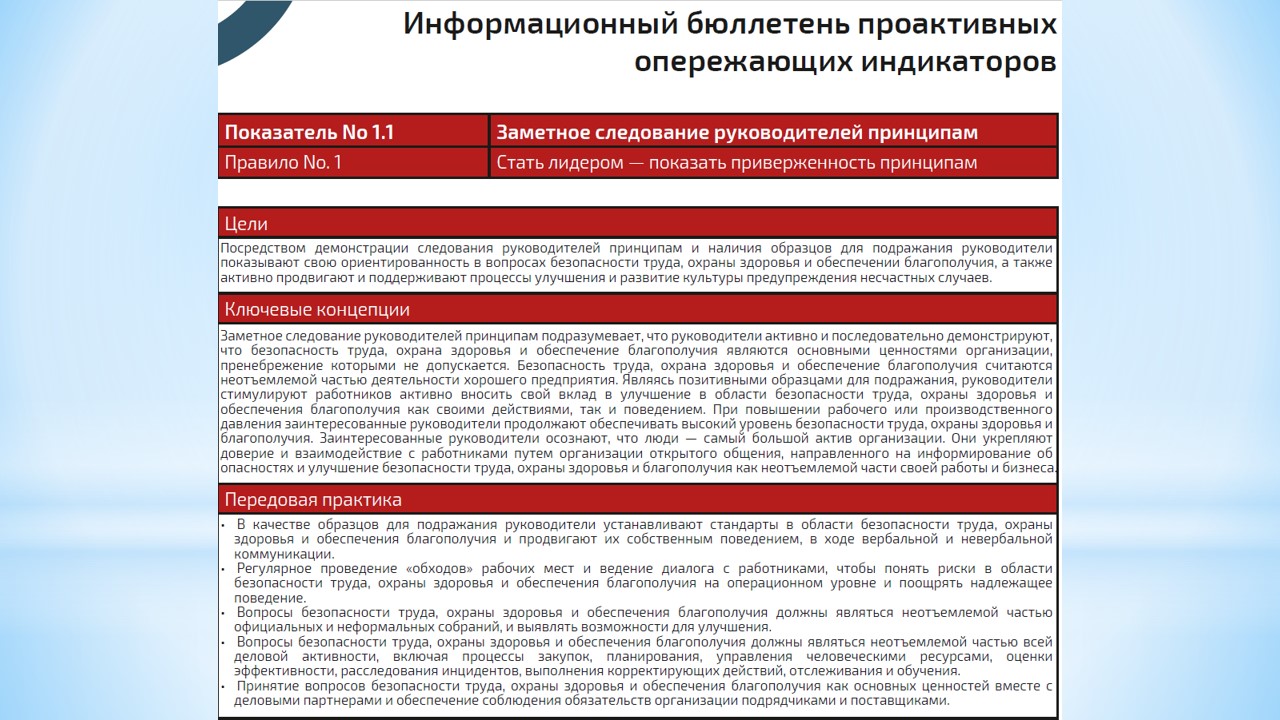 Информационный бюллетень проактивных
опережающих индикаторов
Показатель No 1.1
Заметное следование руководителей принципам
Правило No. 1
Стать лидером — показать приверженность принципам
Цели
Посредством демонстрации следования руководителей принципам и наличия образцов для подражания руководители
показывают свою ориентированность в вопросах безопасности труда, охраны здоровья и обеспечении благополучия, а также
активно продвигают и поддерживают процессы улучшения и развитие культуры предупреждения несчастных случаев.
Ключевые концепции
Заметное следование руководителей принципам подразумевает, что руководители активно и последовательно демонстрируют,
что безопасность труда, охрана здоровья и обеспечение благополучия являются основными ценностями организации,
пренебрежение которыми не допускается. Безопасность труда, охрана здоровья и обеспечение благополучия считаются
неотъемлемой частью деятельности хорошего предприятия. Являясь позитивными образцами для подражания, руководители
стимулируют работников активно вносить свой вклад в улучшение в области безопасности труда, охраны здоровья и
обеспечения благополучия как своими действиями, так и поведением. При повышении рабочего или производственного
давления заинтересованные руководители продолжают обеспечивать высокий уровень безопасности труда, охраны здоровья и
благополучия. Заинтересованные руководители осознают, что люди — самый большой актив организации. Они укрепляют
доверие и взаимодействие с работниками путем организации открытого общения, направленного на информирование об
опасностях и улучшение безопасности труда, охраны здоровья и благополучия как неотъемлемой части своей работы и бизнеса.
Передовая практика
• В качестве образцов для подражания руководители устанавливают стандарты в области безопасности труда, охраны
здоровья и обеспечения благополучия и продвигают их собственным поведением, в ходе вербальной и невербальной
коммуникации.
• Регулярное проведение «обходов» рабочих мест и ведение диалога с работниками, чтобы понять риски в области
безопасности труда, охраны здоровья и обеспечения благополучия на операционном уровне и поощрять надлежащее
поведение.
• Вопросы безопасности труда, охраны здоровья и обеспечения благополучия должны являться неотъемлемой частью
официальных и неформальных собраний, и выявлять возможности для улучшения.
• Вопросы безопасности труда, охраны здоровья и обеспечения благополучия должны являться неотъемлемой частью всей
деловой активности, включая процессы закупок, планирования, управления человеческими ресурсами, оценки
эффективности, расследования инцидентов, выполнения корректирующих действий, отслеживания и обучения.
• Принятие вопросов безопасности труда, охраны здоровья и обеспечения благополучия как основных ценностей вместе с
деловыми партнерами и обеспечение соблюдения обязательств организации подрядчиками и поставщиками.